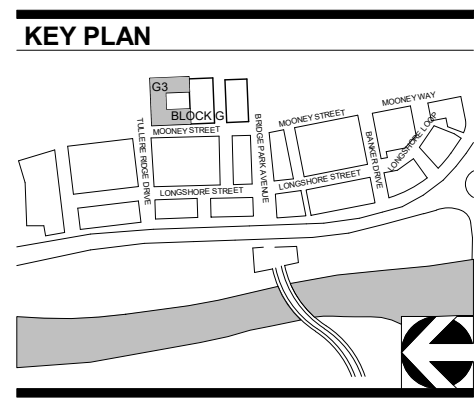 KEY PLAN
G3
BLOCK G
MOONEY STREET
TULLERE RIDGE DRIVE
LONGSHORE STREET
BRIDGE PARK AVENUE
MOONEY STREET
LONGSHORE STREET
BANKER DRIVE
MOONEY WAY
LONGSHORE LOOP